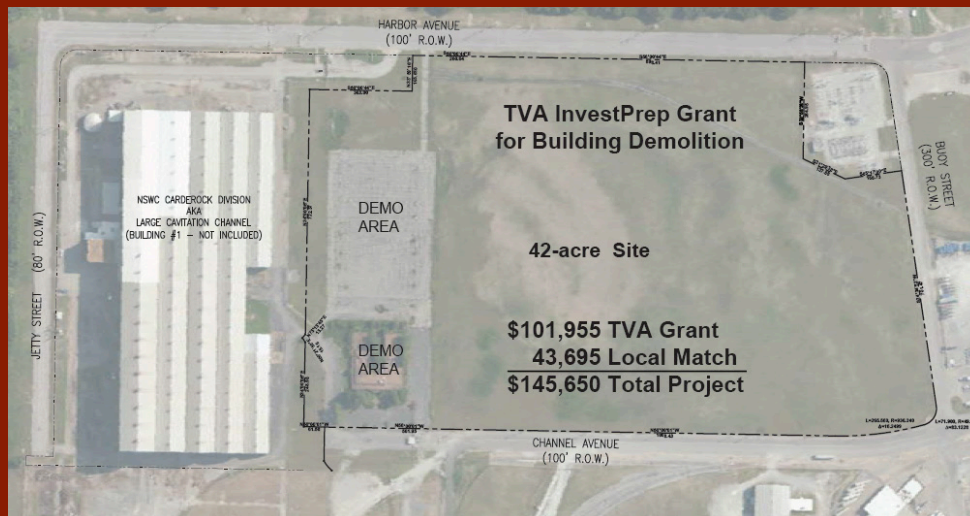 HARBOR AVENUE
(100' R.O.W.)
TVA InvestPrep Grant
for Building Demolition
BUOY STREET
(300' R.O.W.)
NSWC CARDEROCK DIVISION
AKA
LARGE CAVITATION CHANNEL
(BUILDING #1 – NOT INCLUDED)
JETTY STREET (80' R.O.W.)
DEMO
AREA
42-acre Site
$101,955 TVA Grant
43,695 Local Match
$145,650 Total Project
DEMO
AREA
CHANNEL AVENUE
(100' R.O.W.)